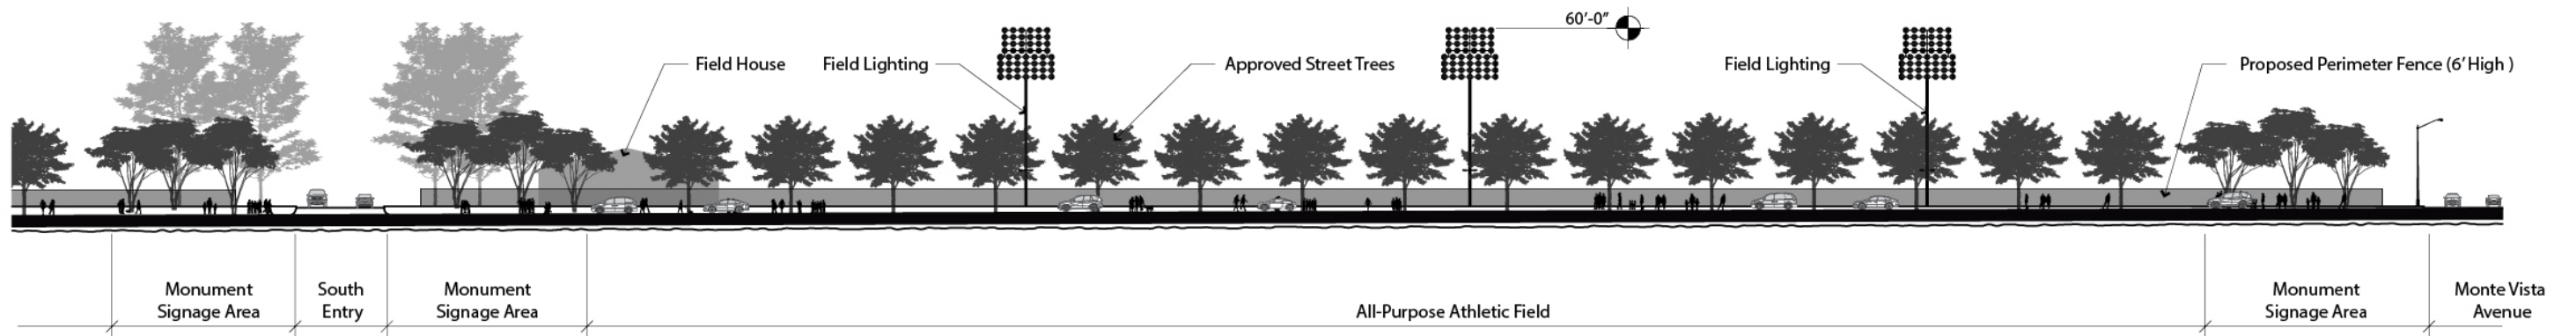 60'-0"
Field House
Field Lighting
Approved Street Trees
Field Lighting
Proposed Perimeter Fence (6' High )
Monument
Signage Area
South
Entry
Monument
Signage Area
All-Purpose Athletic Field
Monument
Signage Area
Monte Vista
Avenue